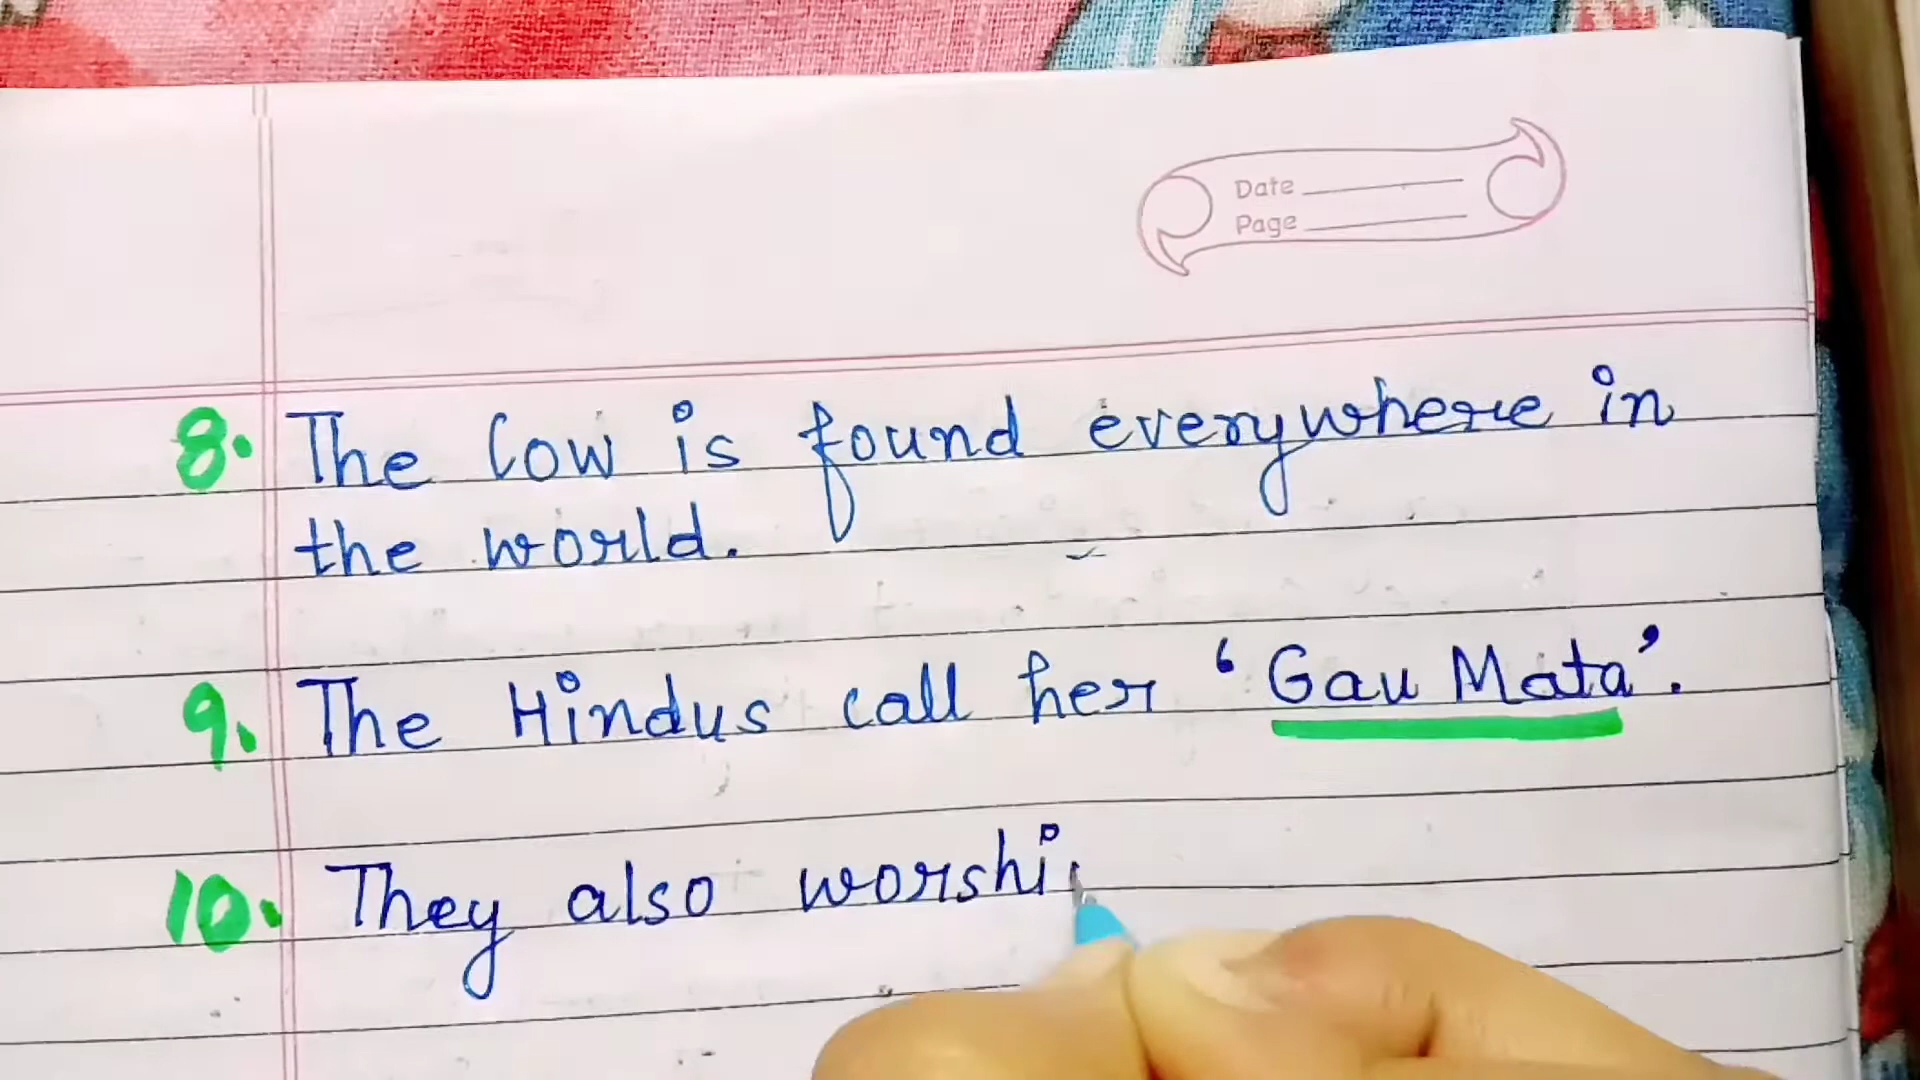 Date
Page
8. The Cow is found everywhere in
the world.
9. The Hindus call her ‘Gau Mata’.
10. They also worshi